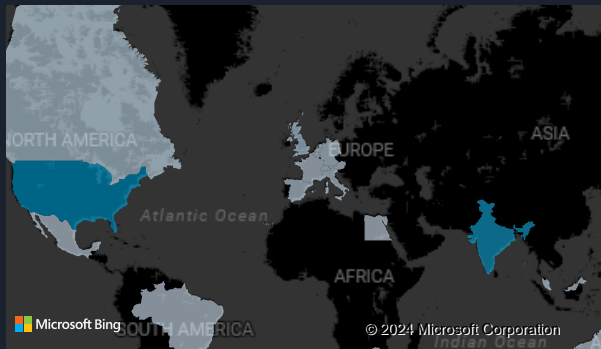 NORTH AMERICA
EUROPE
ASIA
Atlantic Ocean
AFRICA
Microsoft Bing
SOUTH AMERICA
© 2024 Microsoft Corporation
Indian Ocean